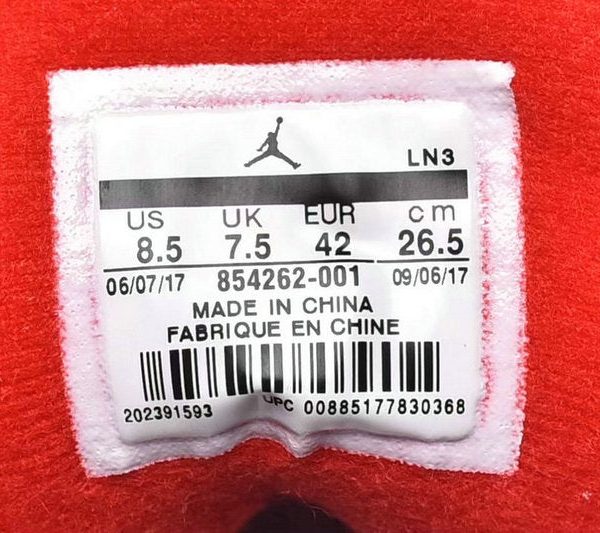 LN3
US UK EUR cm
8.5 7.5 42 26.5
06/07/17 854262-001 09/06/17
MADE IN CHINA
FABRIQUE EN CHINE
202391593 UPC 00885177830368